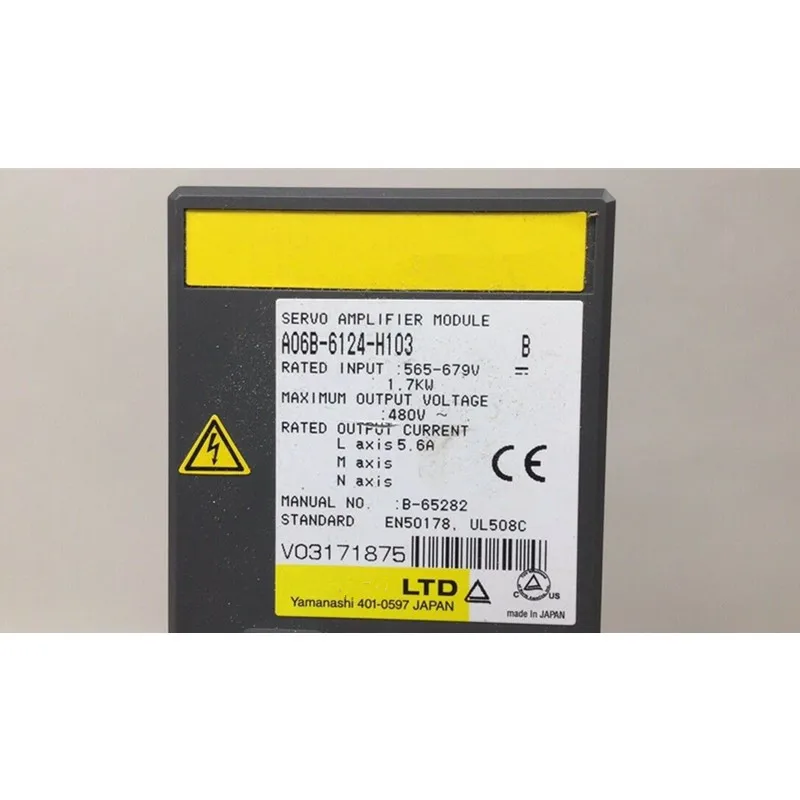 SERVO AMPLIFIER MODULE
A06B-6124-H103 B
RATED INPUT :565-679V ⎓
1.7KW
MAXIMUM OUTPUT VOLTAGE
:480V ~
RATED OUTPUT CURRENT
L axis 5.6A
M axis
N axis
CE
MANUAL NO. :B-65282
STANDARD EN50178, UL508C
V03171875
LTD
Yamanashi 401-0597 JAPAN
C US
made in JAPAN